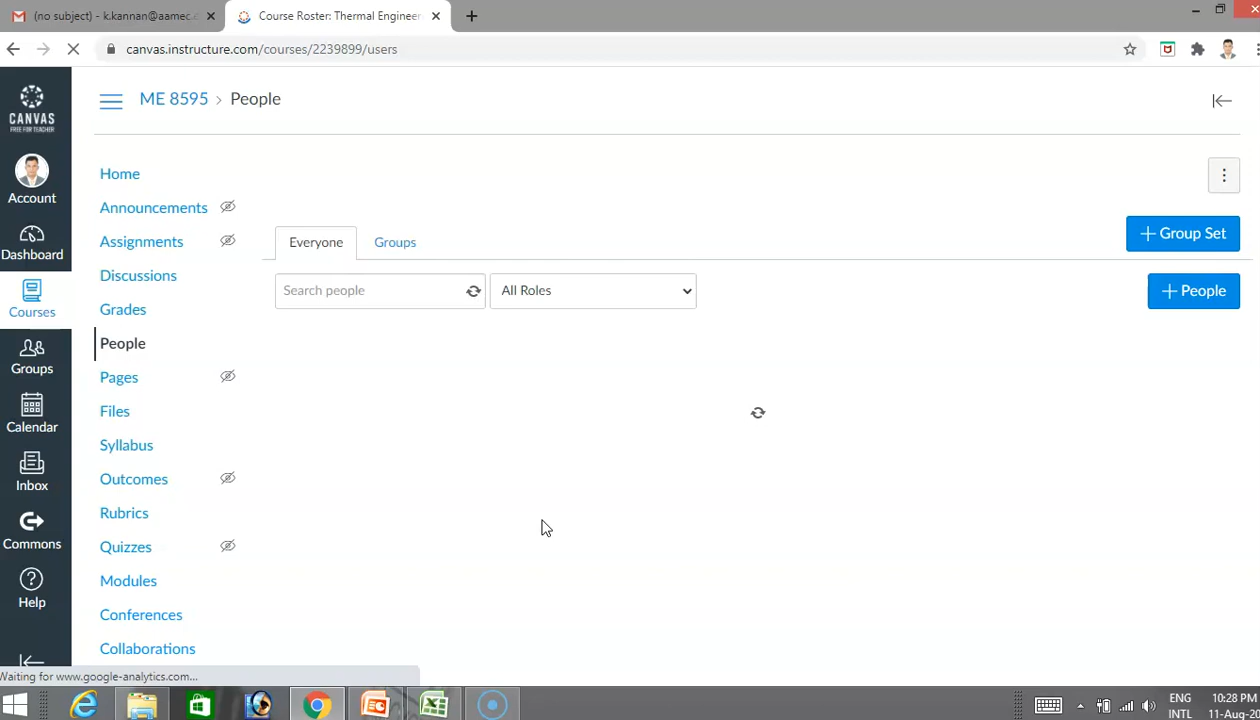 (no subject) - k.kannan@aamec.
Course Roster: Thermal Engineer
canvas.instructure.com/courses/2239899/users
CANVAS
FREE FOR TEACHER
Account
Dashboard
Courses
Groups
Calendar
Inbox
Commons
Help
ME 8595 > People
Home
Announcements
Assignments
Discussions
Grades
People
Pages
Files
Syllabus
Outcomes
Rubrics
Quizzes
Modules
Conferences
Collaborations
Everyone
Groups
+ Group Set
Search people
All Roles
+ People
Waiting for www.google-analytics.com...
ENG
INTL
10:28 PM
11-Aug-20